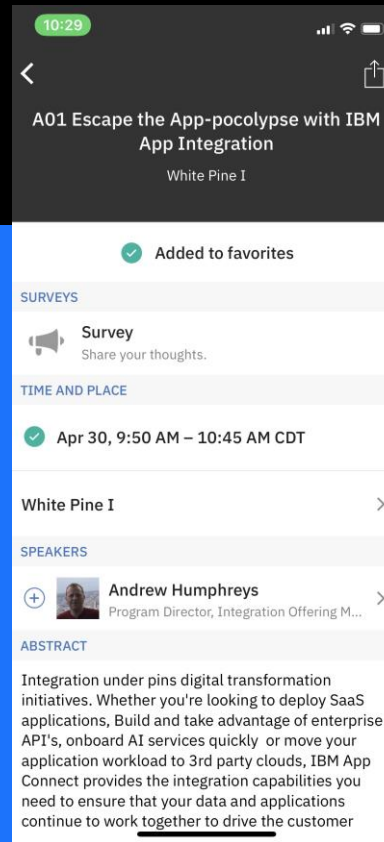 10:29
A01 Escape the App-pocolypse with IBM
App Integration
White Pine I
Added to favorites
SURVEYS
Survey
Share your thoughts.
TIME AND PLACE
Apr 30, 9:50 AM – 10:45 AM CDT
White Pine I
SPEAKERS
Andrew Humphreys
Program Director, Integration Offering M...
ABSTRACT
Integration under pins digital transformation
initiatives. Whether you're looking to deploy SaaS
applications, Build and take advantage of enterprise
API's, onboard AI services quickly or move your
application workload to 3rd party clouds, IBM App
Connect provides the integration capabilities you
need to ensure that your data and applications
continue to work together to drive the customer